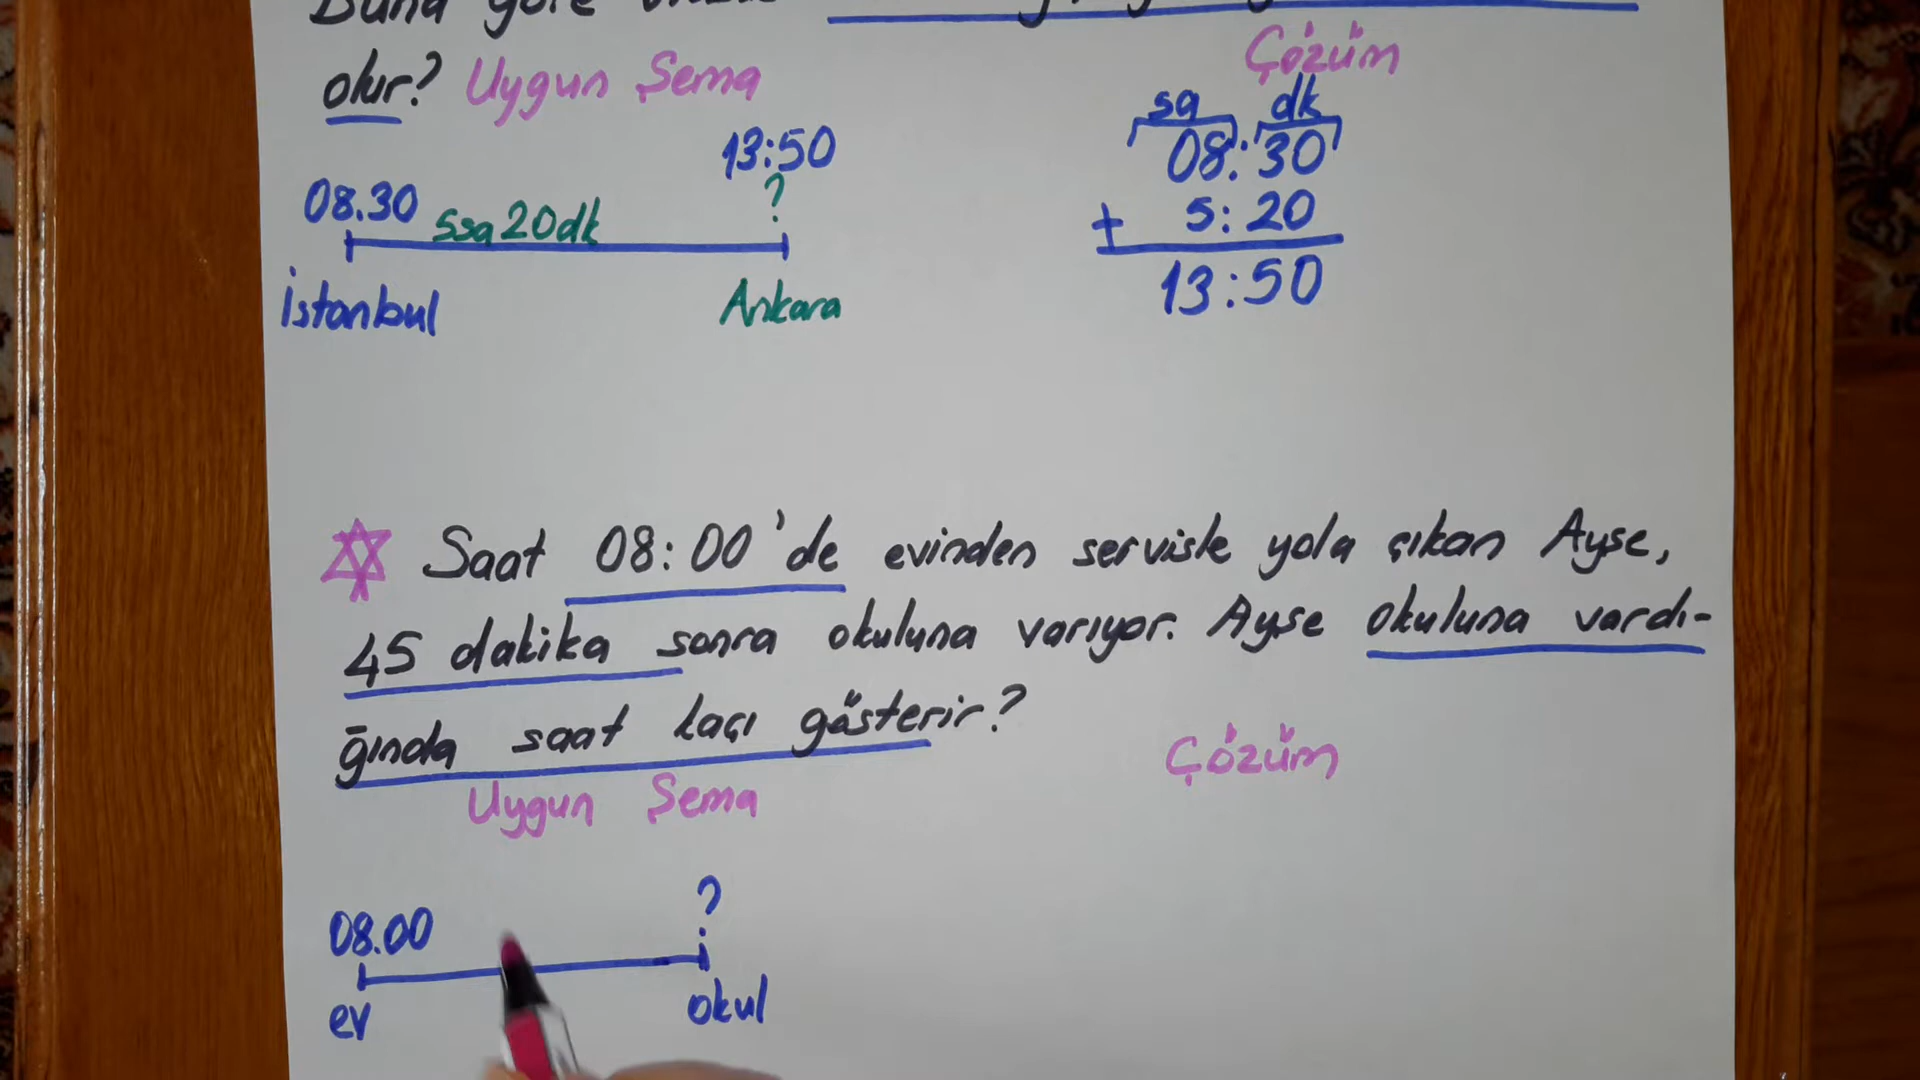 Buna göre
olur? Uygun Şema
Çözüm
sa dk
08:30
+ 5:20
13:50
13:50
?
08.30 5sa 20dk
İstanbul Ankara
Saat 08:00'de evinden servisle yola çıkan Ayşe,
45 dakika sonra okuluna varıyor. Ayşe okuluna vardı-
ğında saat kaçı gösterir?
Uygun Şema Çözüm
08.00 ?
ev okul